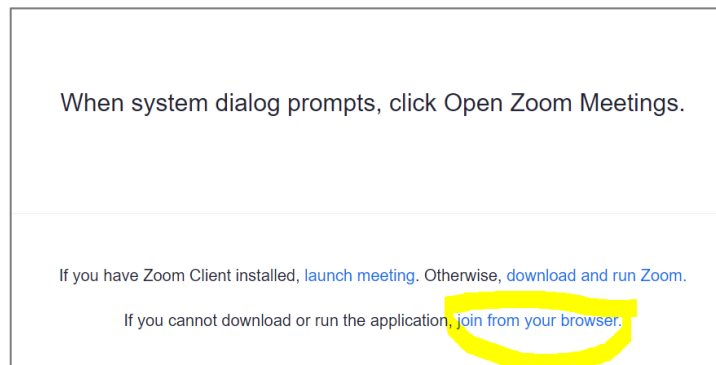 When system dialog prompts, click Open Zoom Meetings.
If you have Zoom Client installed, launch meeting. Otherwise, download and run Zoom.
If you cannot download or run the application, join from your browser.